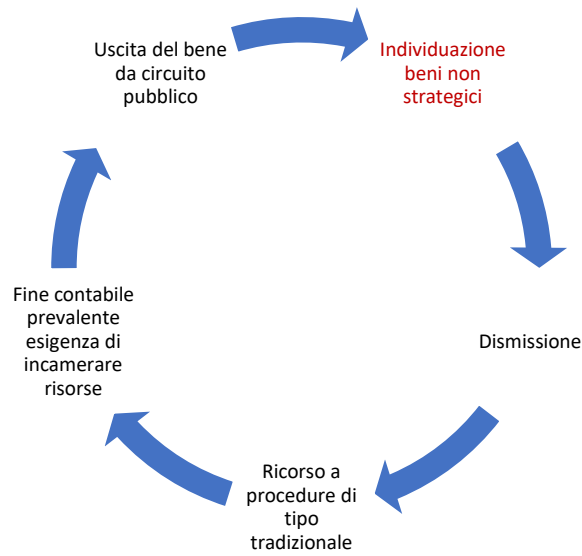 Uscita del bene
da circuito
pubblico
Individuazione
beni non
strategici
Dismissione
Ricorso a
procedure di
tipo
tradizionale
Fine contabile
prevalente
esigenza di
incamerare
risorse